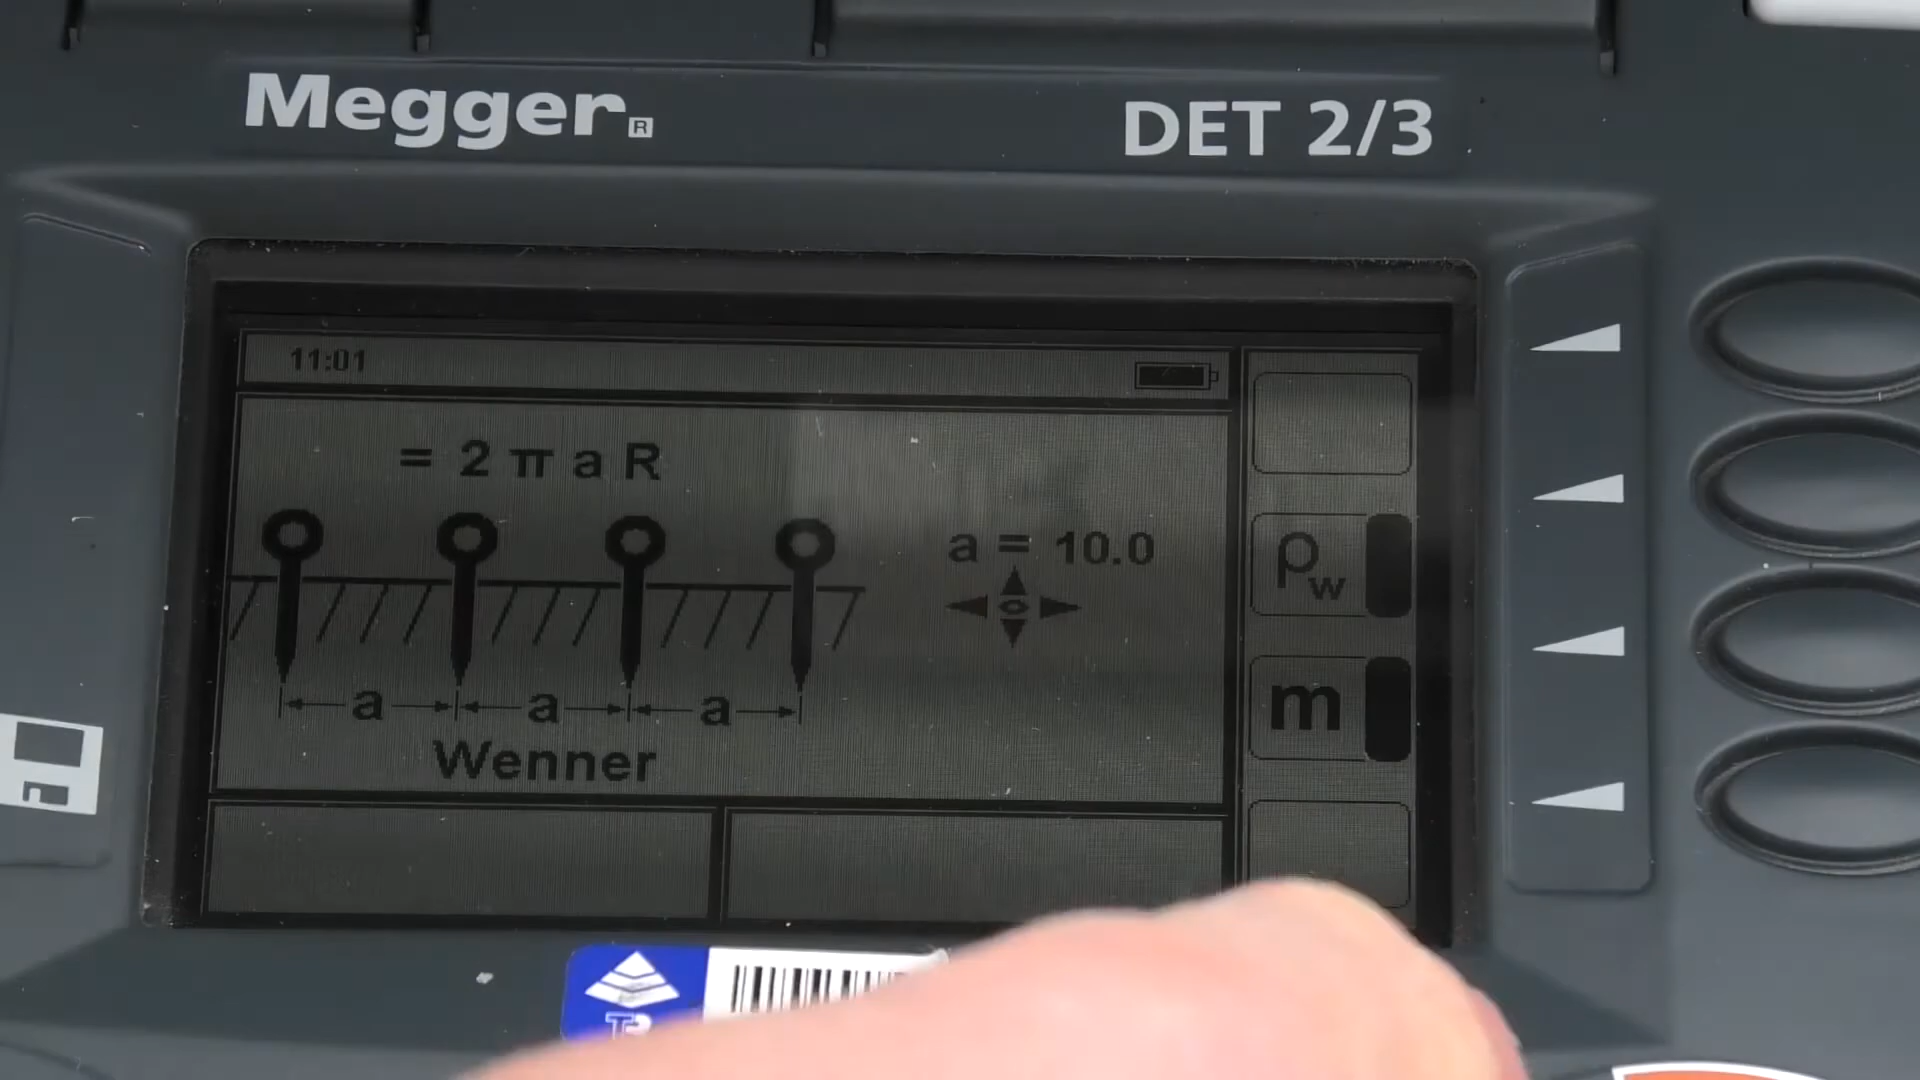 Megger®
DET 2/3
11:01
= 2 π a R
a = 10.0
ρw
m
a a a
Wenner